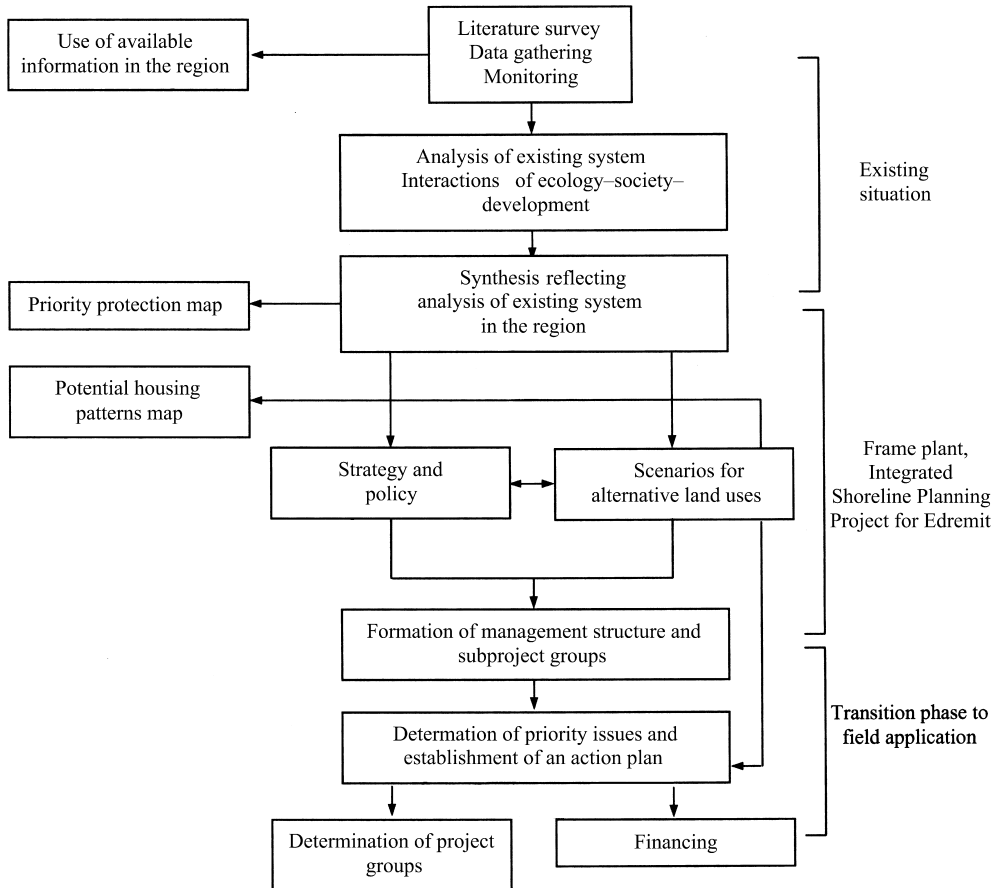 Use of available
information in the region
Literature survey
Data gathering
Monitoring
Analysis of existing system
Interactions of ecology–society–
development
Existing
situation
Synthesis reflecting
analysis of existing system
in the region
Priority protection map
Potential housing
patterns map
Strategy and
policy
Scenarios for
alternative land uses
Frame plant,
Integrated
Shoreline Planning
Project for Edremit
Formation of management structure and
subproject groups
Determation of priority issues and
establishment of an action plan
Transition phase to
field application
Determination of project
groups
Financing